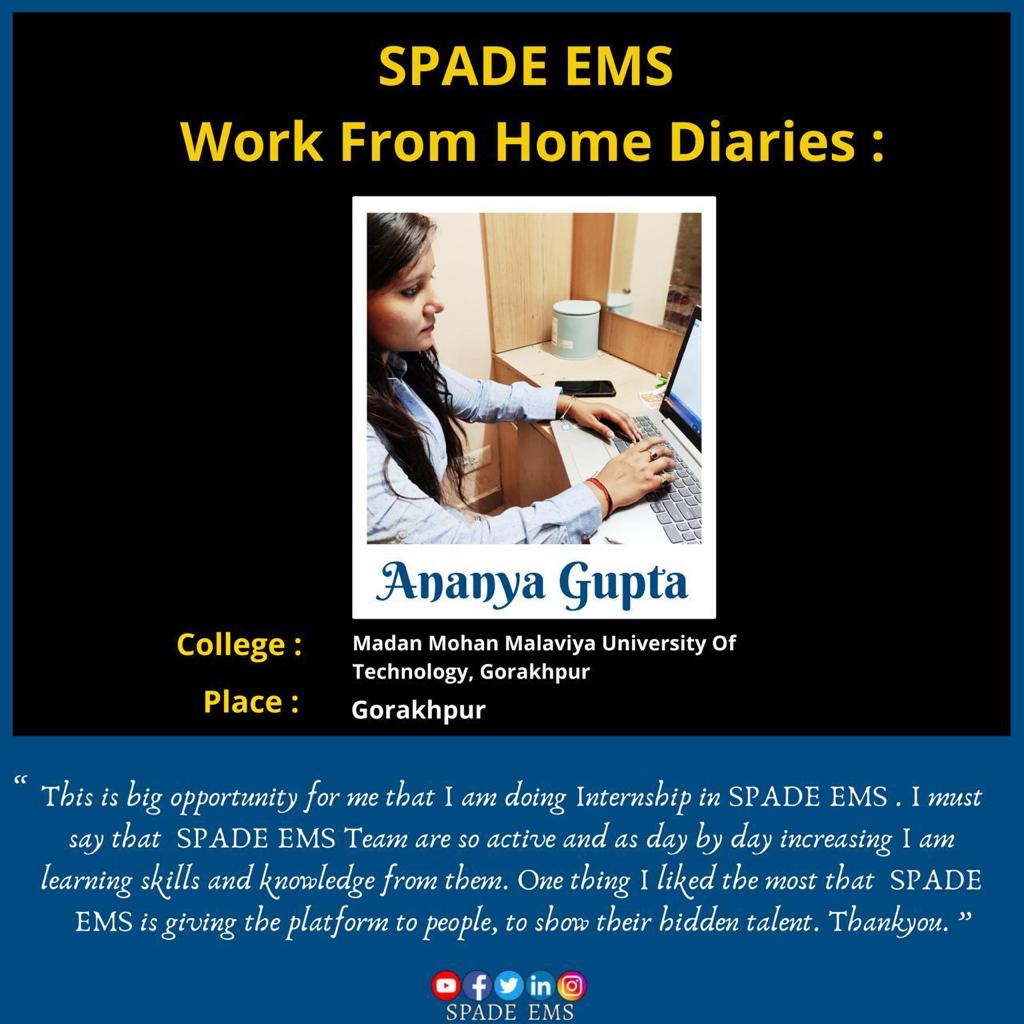 SPADE EMS
Work From Home Diaries :
Ananya Gupta
College :
Madan Mohan Malaviya University Of
Technology, Gorakhpur
Place :
Gorakhpur
“ This is big opportunity for me that I am doing Internship in SPADE EMS . I must
say that SPADE EMS Team are so active and as day by day increasing I am
learning skills and knowledge from them. One thing I liked the most that SPADE
EMS is giving the platform to people, to show their hidden talent. Thankyou. ”
SPADE EMS